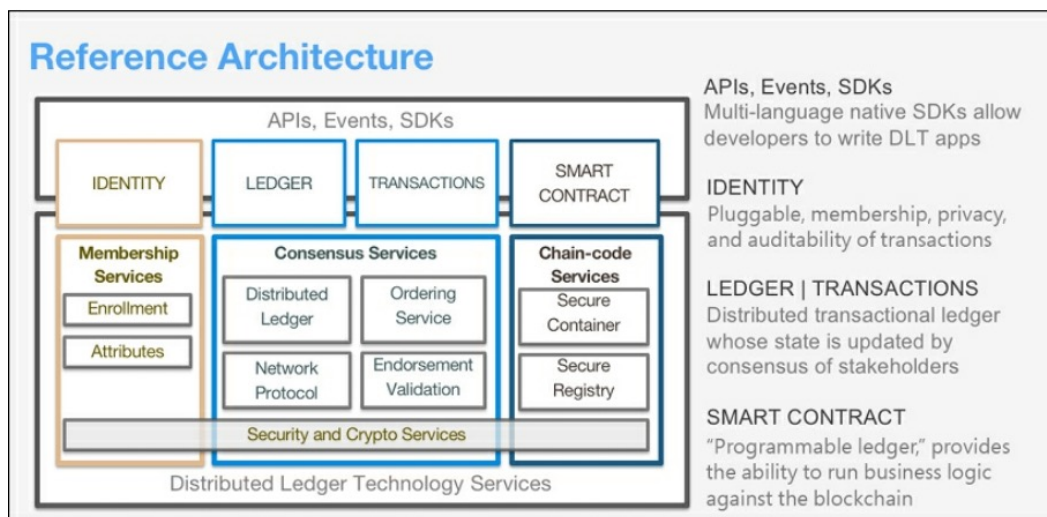 Reference Architecture
APIs, Events, SDKs
IDENTITY
LEDGER
TRANSACTIONS
SMART
CONTRACT
Membership
Services
Enrollment
Attributes
Consensus Services
Distributed
Ledger
Ordering
Service
Network
Protocol
Endorsement
Validation
Chain-code
Services
Secure
Container
Secure
Registry
Security and Crypto Services
Distributed Ledger Technology Services
APIs, Events, SDKs
Multi-language native SDKs allow
developers to write DLT apps
IDENTITY
Pluggable, membership, privacy,
and auditability of transactions
LEDGER | TRANSACTIONS
Distributed transactional ledger
whose state is updated by
consensus of stakeholders
SMART CONTRACT
“Programmable ledger,” provides
the ability to run business logic
against the blockchain